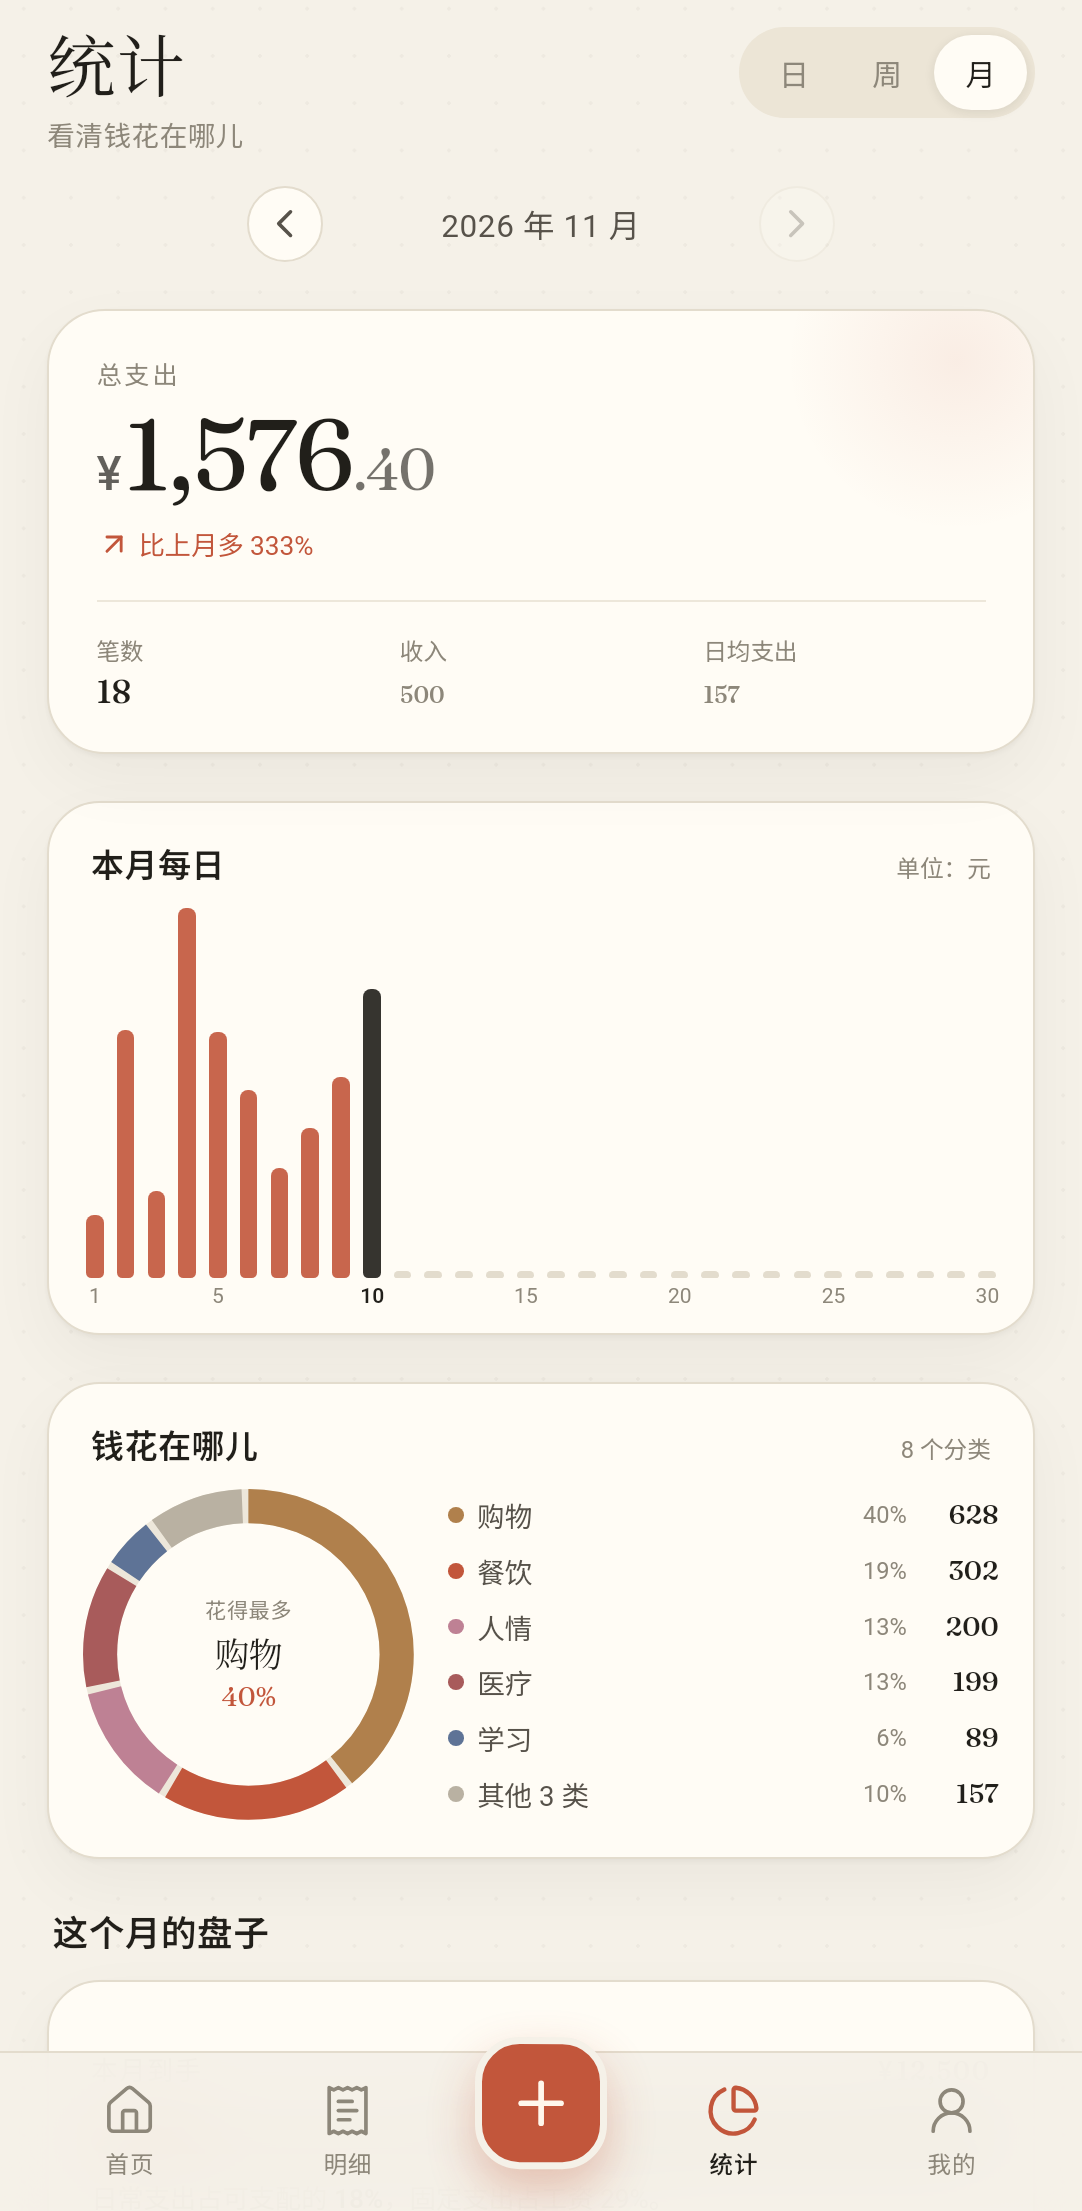 统计
日 周 月
看清钱花在哪儿
2026 年 11 月
总支出
¥1,576.40
比上月多 333%
笔数 收入 日均支出
18 500 157
本月每日
单位：元
1 5 10 15 20 25 30
钱花在哪儿
8 个分类
花得最多
购物
40%
购物 40% 628
餐饮 19% 302
人情 13% 200
医疗 13% 199
学习 6% 89
其他 3 类 10% 157
这个月的盘子
首页 明细 统计 我的